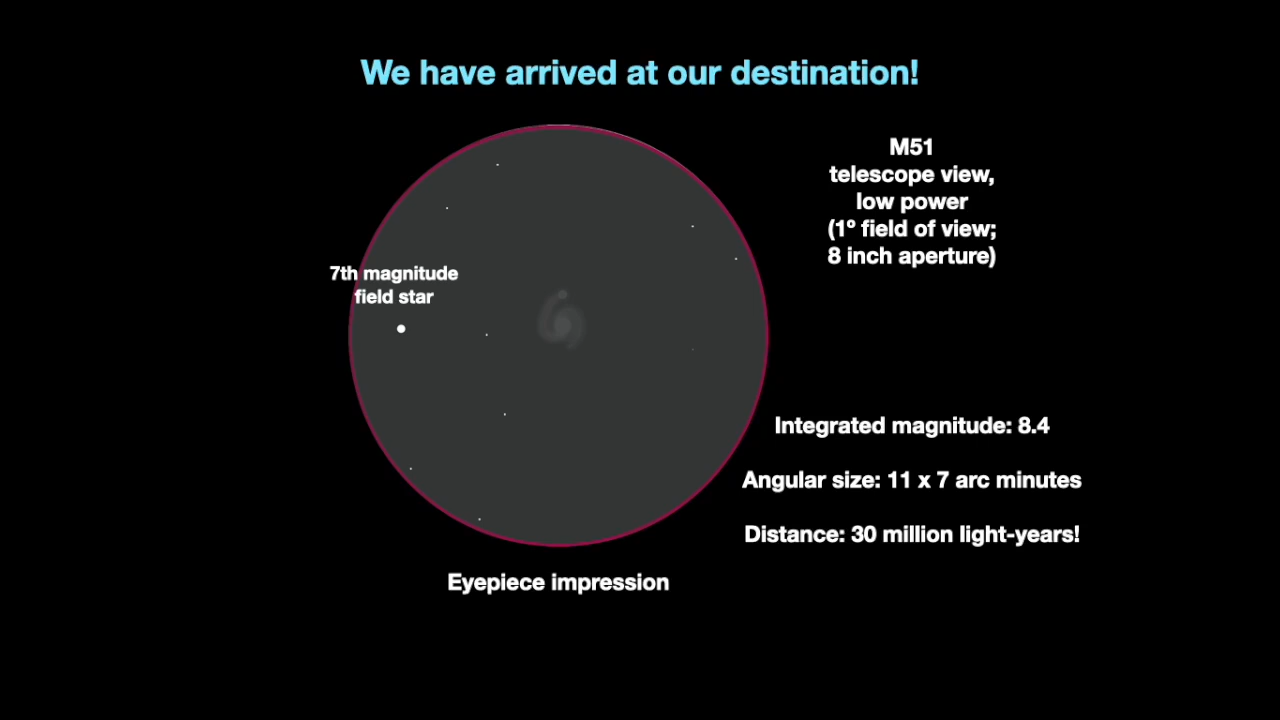 We have arrived at our destination!
M51
telescope view,
low power
(1º field of view;
8 inch aperture)
7th magnitude
field star
Integrated magnitude: 8.4
Angular size: 11 x 7 arc minutes
Distance: 30 million light-years!
Eyepiece impression